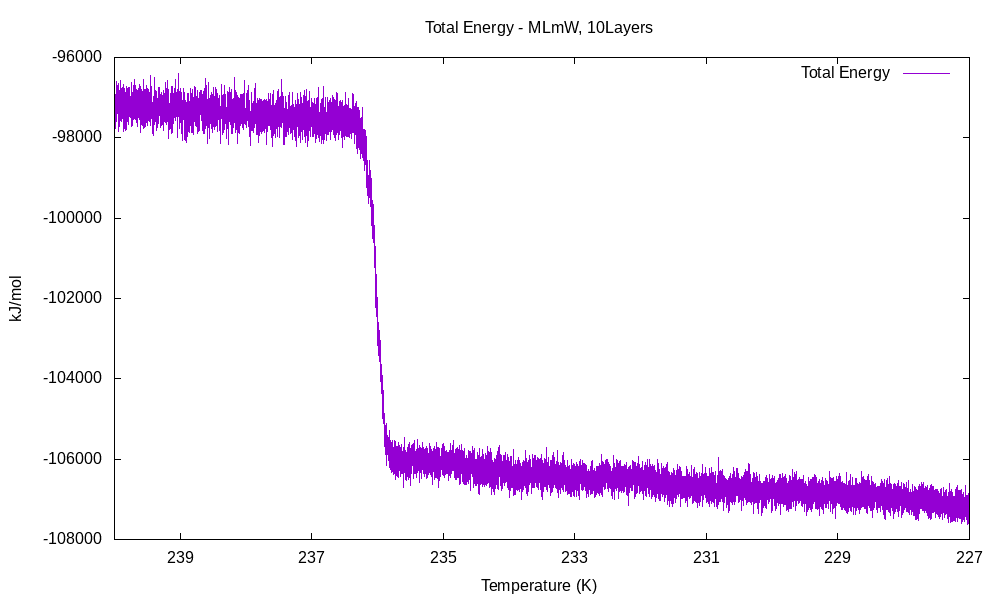 Total Energy - MLmW, 10Layers
-96000
Total Energy
-98000
-100000
-102000
kJ/mol
-104000
-106000
-108000
239 237 235 233 231 229 227
Temperature (K)